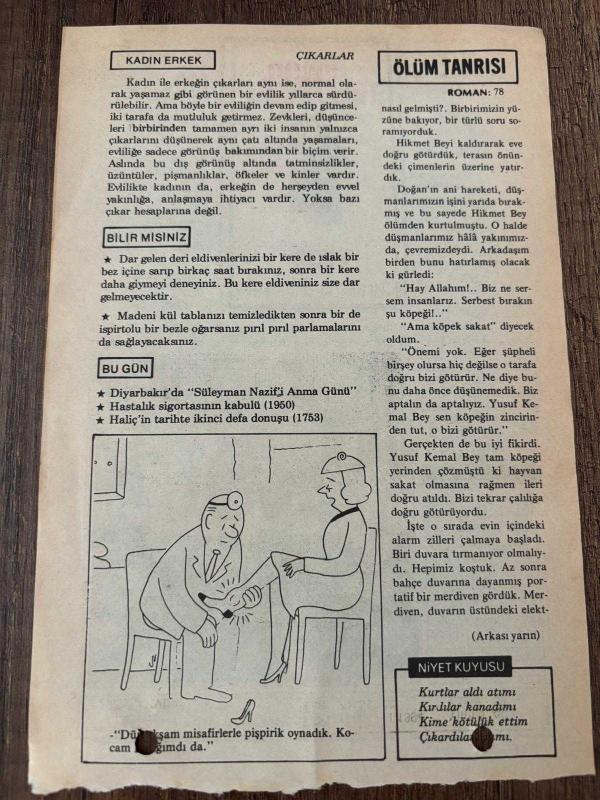 KADIN ERKEK
ÇIKARLAR
Kadın ile erkeğin çıkarları aynı ise, normal ola-
rak yaşamaz gibi görünen bir evlilik yıllarca sürdü-
rülebilir. Ama böyle bir evliliğin devam edip gitmesi,
iki tarafa da mutluluk getirmez. Zevkleri, düşünce-
leri birbirinden tamamen ayrı iki insanın yalnızca
çıkarlarını düşünerek aynı çatı altında yaşamaları,
evliliğe sadece görünüş bakımından bir biçim verir.
Aslında bu dış görünüş altında tatminsizlikler,
üzüntüler, pişmanlıklar, öfkeler ve kinler vardır.
Evlilikte kadının da, erkeğin de herşeyden evvel
yakınlığa, anlaşmaya ihtiyacı vardır. Yoksa bazı
çıkar hesaplarına değil.
BİLİR MİSİNİZ
★ Dar gelen deri eldivenlerinizi bir kere de ıslak bir
bez içine sarıp birkaç saat bırakınız, sonra bir kere
daha giymeyi deneyiniz. Bu kere eldiveniniz size dar
gelmeyecektir.
★ Madeni kül tablanızı temizledikten sonra bir de
ispirtolu bir bezle oğarsanız pırıl pırıl parlamalarını
da sağlayacaksınız.
BU GÜN
★ Diyarbakır'da "Süleyman Nazif'i Anma Günü"
★ Hastalık sigortasının kabulü (1950)
★ Haliç'in tarihte ikinci defa donuşu (1753)
-"Dün akşam misafirlerle pişpirik oynadık. Ko-
cam da."
ÖLÜM TANRISI
ROMAN: 78
nasıl gelmişti?. Birbirimizin yü-
züne bakıyor, bir türlü soru so-
ramıyorduk.
Hikmet Beyi kaldırarak eve
doğru götürdük, terasın önün-
deki çimenlerin üzerine yatır-
dık.
Doğan'ın ani hareketi, düş-
manlarımızın işini yarıda bırak-
mış ve bu sayede Hikmet Bey
ölümden kurtulmuştu. O halde
düşmanlarımız hâlâ yakınımız-
da, çevremizdeydi. Arkadaşım
birden bunu hatırlamış olacak
ki gürledi:
"Hay Allahım!.. Biz ne ser-
sem insanlarız. Serbest bırakın
şu köpeği!.."
"Ama köpek sakat" diyecek
oldum.
"Önemi yok. Eğer şüpheli
birşey olursa hiç değilse o tarafa
doğru bizi götürür. Ne diye bu-
nu daha önce düşünemedik. Biz
aptalın da aptalıyız. Yusuf Ke-
mal Bey sen köpeğin zincirin-
den tut, o bizi götürür."
Gerçekten de bu iyi fikirdi.
Yusuf Kemal Bey tam köpeği
yerinden çözmüştü ki hayvan
sakat olmasına rağmen ileri
doğru atıldı. Bizi tekrar çalılığa
doğru götürüyordu.
İşte o sırada evin içindeki
alarm zilleri çalmaya başladı.
Biri duvara tırmanıyor olmalıy-
dı. Hepimiz koştuk. Az sonra
bahçe duvarına dayanmış por-
tatif bir merdiven gördük. Mer-
diven, duvarın üstündeki elekt-
(Arkası yarın)
NİYET KUYUSU
Kurtlar aldı atımı
Kırdılar kanadımı
Kime kötülük ettim